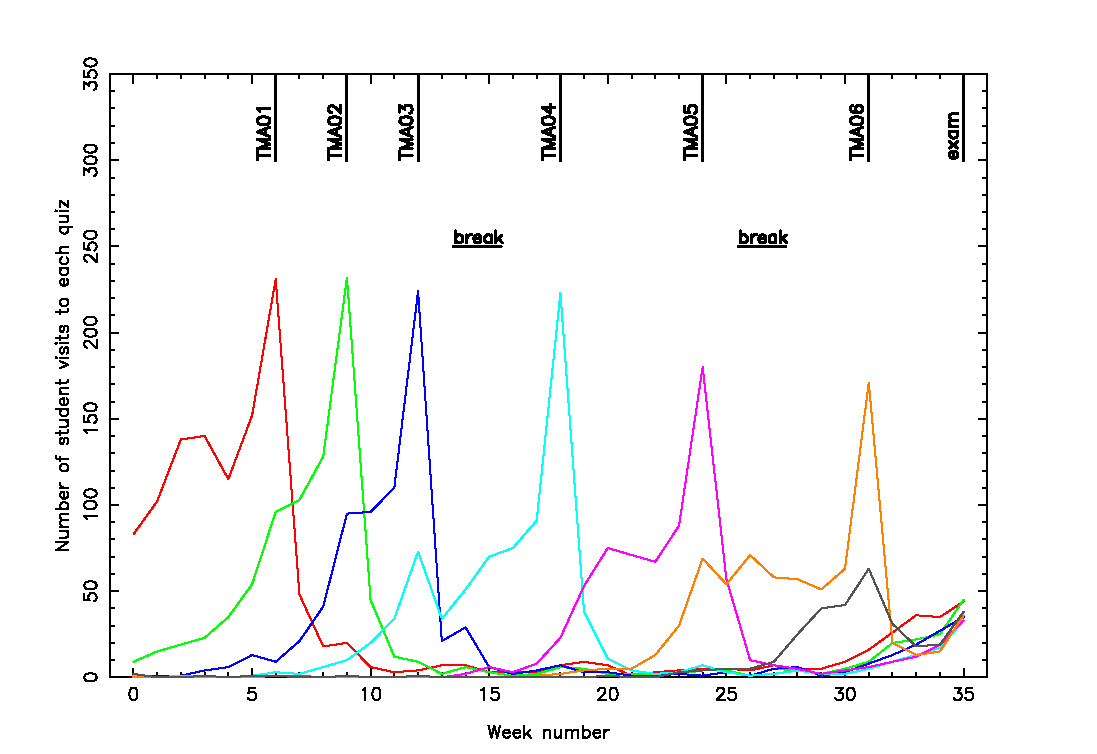 Number of student visits to each quiz
350
300
250
200
150
100
50
0
TMA01
TMA02
TMA03
TMA04
TMA05
TMA06
exam
break
break
0 5 10 15 20 25 30 35
Week number